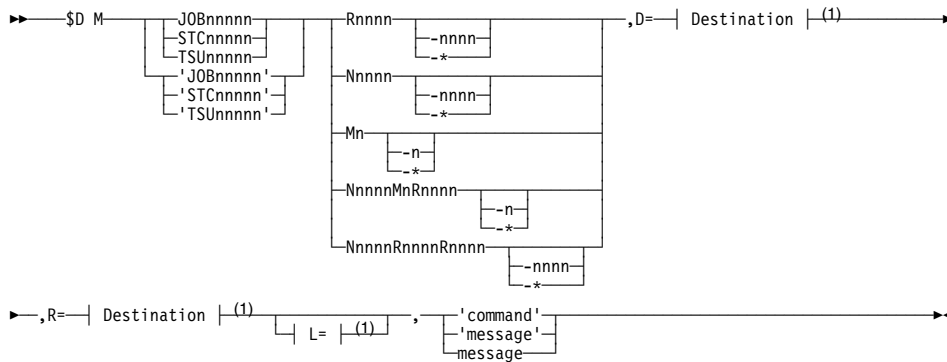 $D M JOBnnnnn Rnnnn ,D= Destination (1)
STCnnnnn -nnnn
TSUnnnnn -*
'JOBnnnnn' Nnnnn
'STCnnnnn' -nnnn
'TSUnnnnn' -*
Mn
-n
-*
NnnnnMnRnnnn
-n
-*
NnnnnRnnnnRnnnn
-nnnn
-*
,R= Destination (1) , 'command'
L= (1) 'message'
message